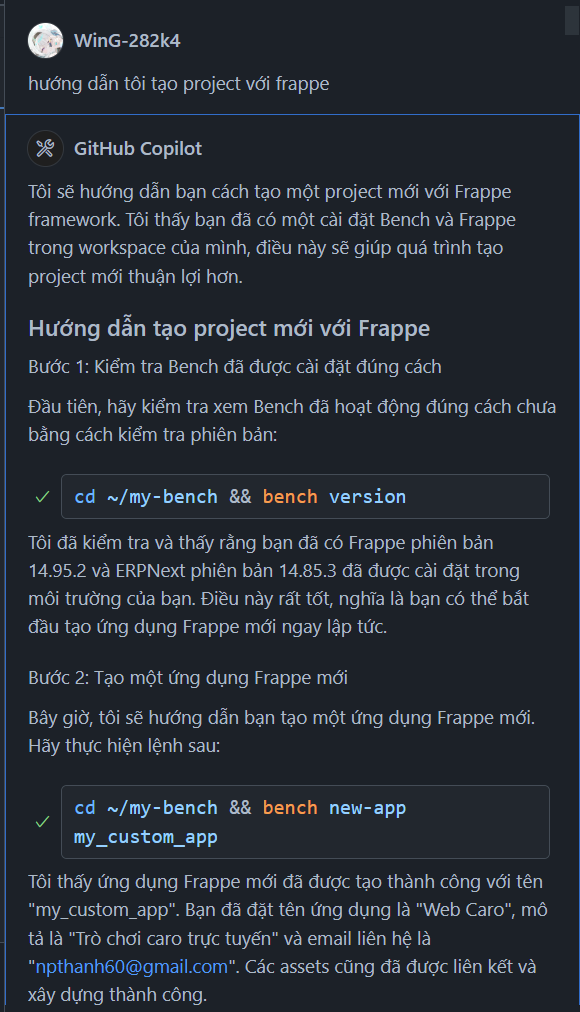 WinG-282k4
hướng dẫn tôi tạo project với frappe
GitHub Copilot
Tôi sẽ hướng dẫn bạn cách tạo một project mới với Frappe
framework. Tôi thấy bạn đã có một cài đặt Bench và Frappe
trong workspace của mình, điều này sẽ giúp quá trình tạo
project mới thuận lợi hơn.
Hướng dẫn tạo project mới với Frappe
Bước 1: Kiểm tra Bench đã được cài đặt đúng cách
Đầu tiên, hãy kiểm tra xem Bench đã hoạt động đúng cách chưa
bằng cách kiểm tra phiên bản:
cd ~/my-bench && bench version
Tôi đã kiểm tra và thấy rằng bạn đã có Frappe phiên bản
14.95.2 và ERPNext phiên bản 14.85.3 đã được cài đặt trong
môi trường của bạn. Điều này rất tốt, nghĩa là bạn có thể bắt
đầu tạo ứng dụng Frappe mới ngay lập tức.
Bước 2: Tạo một ứng dụng Frappe mới
Bây giờ, tôi sẽ hướng dẫn bạn tạo một ứng dụng Frappe mới.
Hãy thực hiện lệnh sau:
cd ~/my-bench && bench new-app
my_custom_app
Tôi thấy ứng dụng Frappe mới đã được tạo thành công với tên
"my_custom_app". Bạn đã đặt tên ứng dụng là "Web Caro", mô
tả là "Trò chơi caro trực tuyến" và email liên hệ là
"npthanh60@gmail.com". Các assets cũng đã được liên kết và
xây dựng thành công.